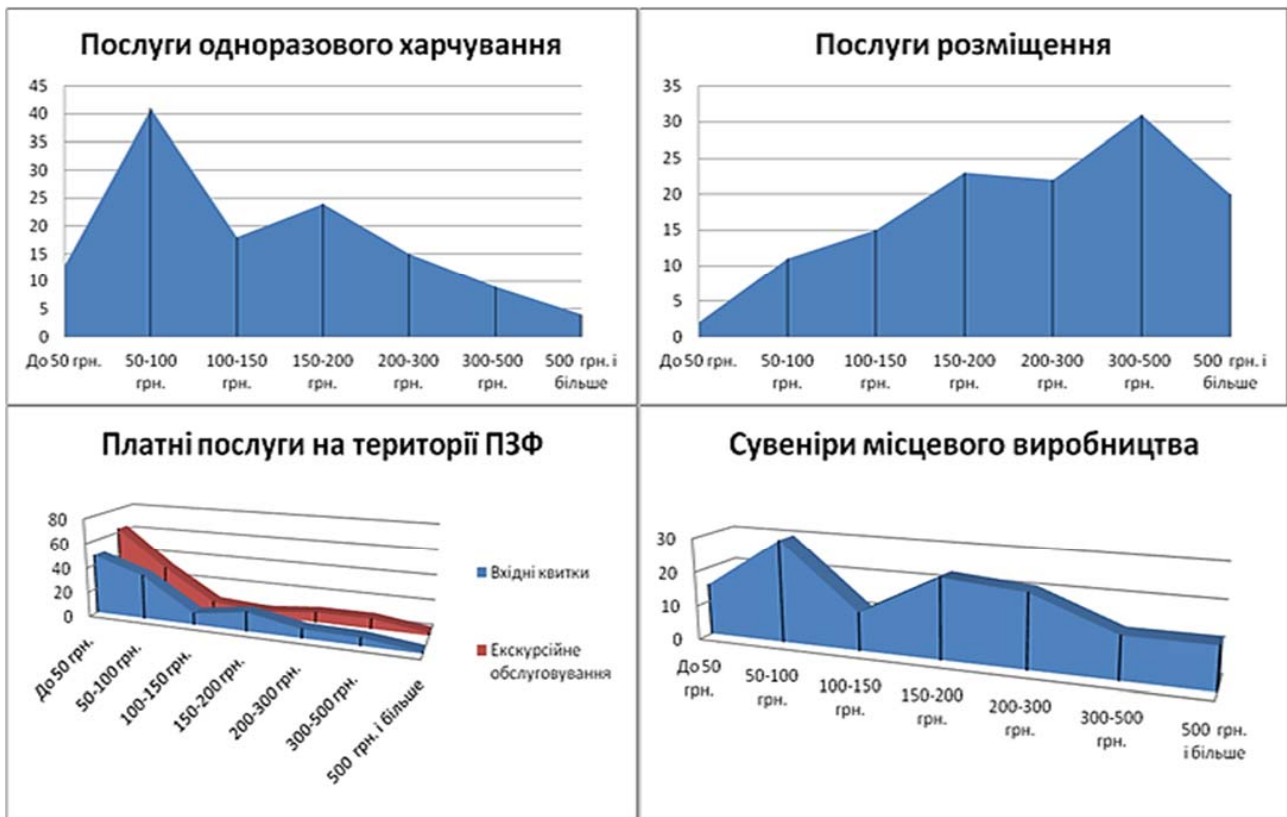 Послуги одноразового харчування
45
40
35
30
25
20
15
10
5
0
До 50 грн.
50-100
грн.
100-150
грн.
150-200
грн.
200-300
грн.
300-500
грн.
500 грн. і
більше
Послуги розміщення
35
30
25
20
15
10
5
0
До 50 грн.
50-100
грн.
100-150
грн.
150-200
грн.
200-300
грн.
300-500
грн.
500 грн. і
більше
Платні послуги на території ПЗФ
80
60
40
20
0
До 50 грн.
50-100 грн.
100-150 грн.
150-200 грн.
200-300 грн.
300-500 грн.
500 грн. і більше
Вхідні квитки
Екскурсійне
обслуговування
Сувеніри місцевого виробництва
30
20
10
0
До 50
грн.
50-100
грн.
100-150
грн.
150-200
грн.
200-300
грн.
300-500
грн.
500 грн.
і більше